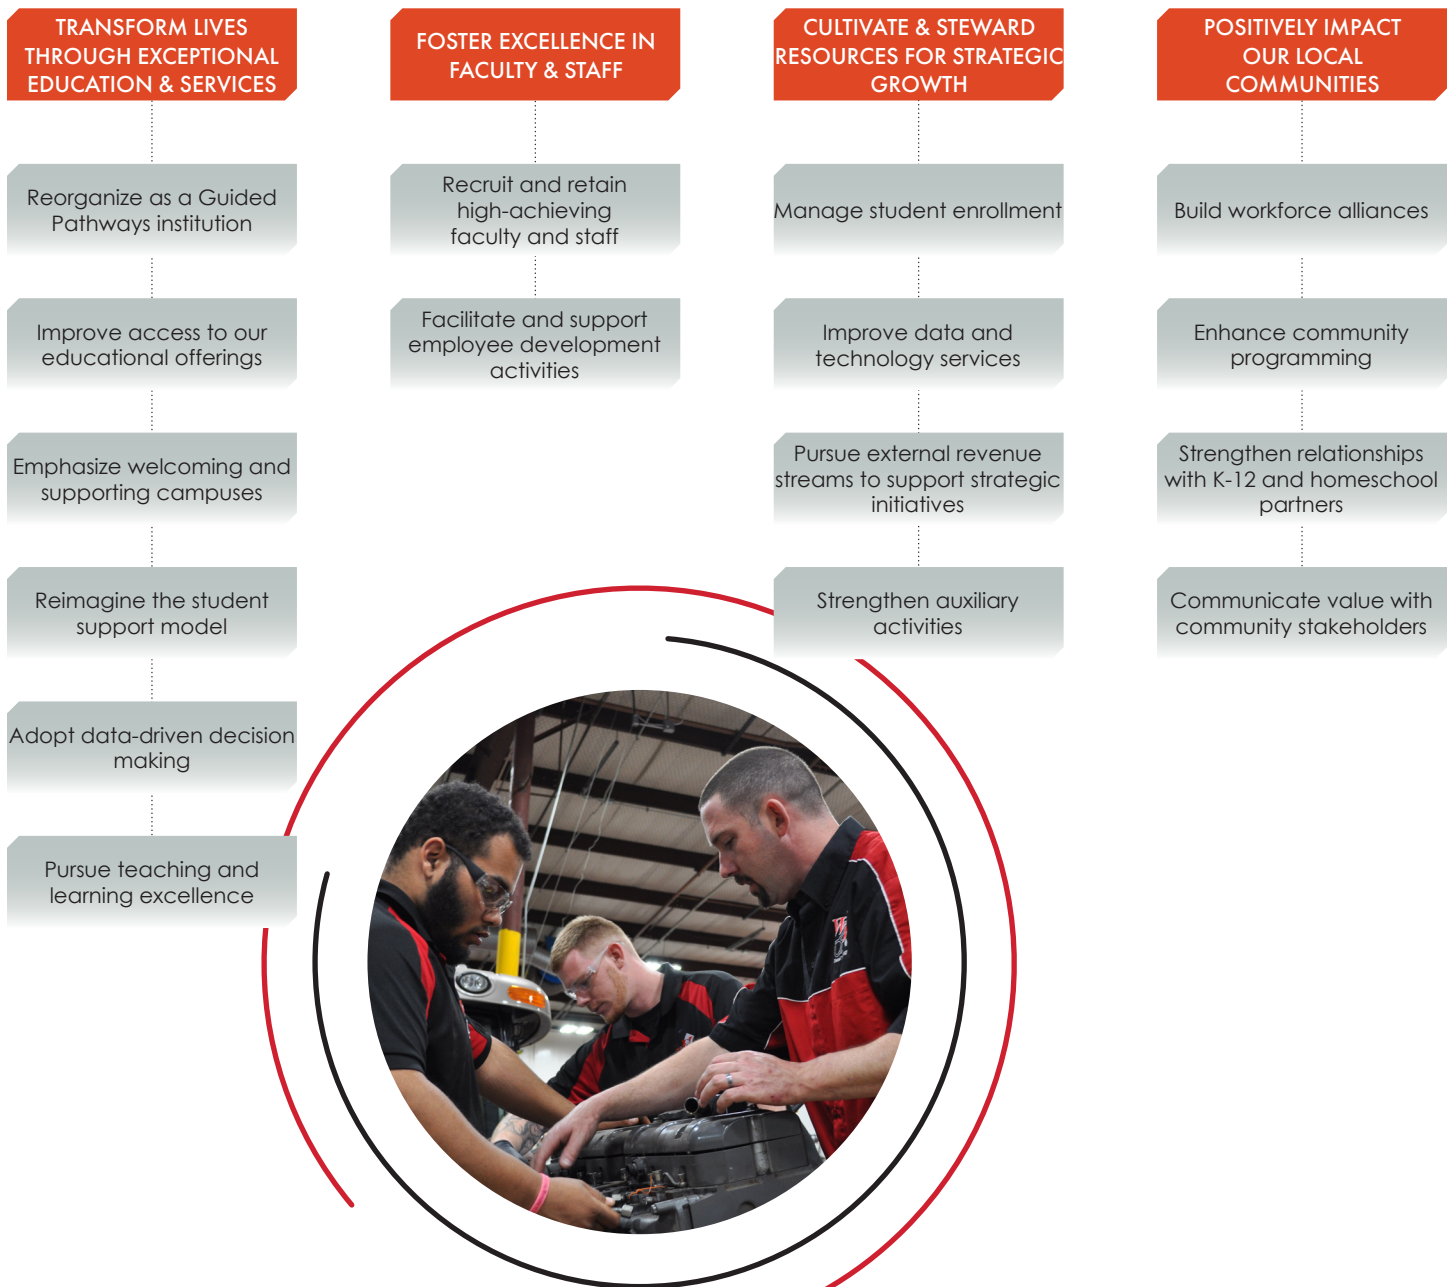 TRANSFORM LIVES
THROUGH EXCEPTIONAL
EDUCATION & SERVICES
Reorganize as a Guided
Pathways institution
Improve access to our
educational offerings
Emphasize welcoming and
supporting campuses
Reimagine the student
support model
Adopt data-driven decision
making
Pursue teaching and
learning excellence
FOSTER EXCELLENCE IN
FACULTY & STAFF
Recruit and retain
high-achieving
faculty and staff
Facilitate and support
employee development
activities
CULTIVATE & STEWARD
RESOURCES FOR STRATEGIC
GROWTH
Manage student enrollment
Improve data and
technology services
Pursue external revenue
streams to support strategic
initiatives
Strengthen auxiliary
activities
POSITIVELY IMPACT
OUR LOCAL
COMMUNITIES
Build workforce alliances
Enhance community
programming
Strengthen relationships
with K-12 and homeschool
partners
Communicate value with
community stakeholders